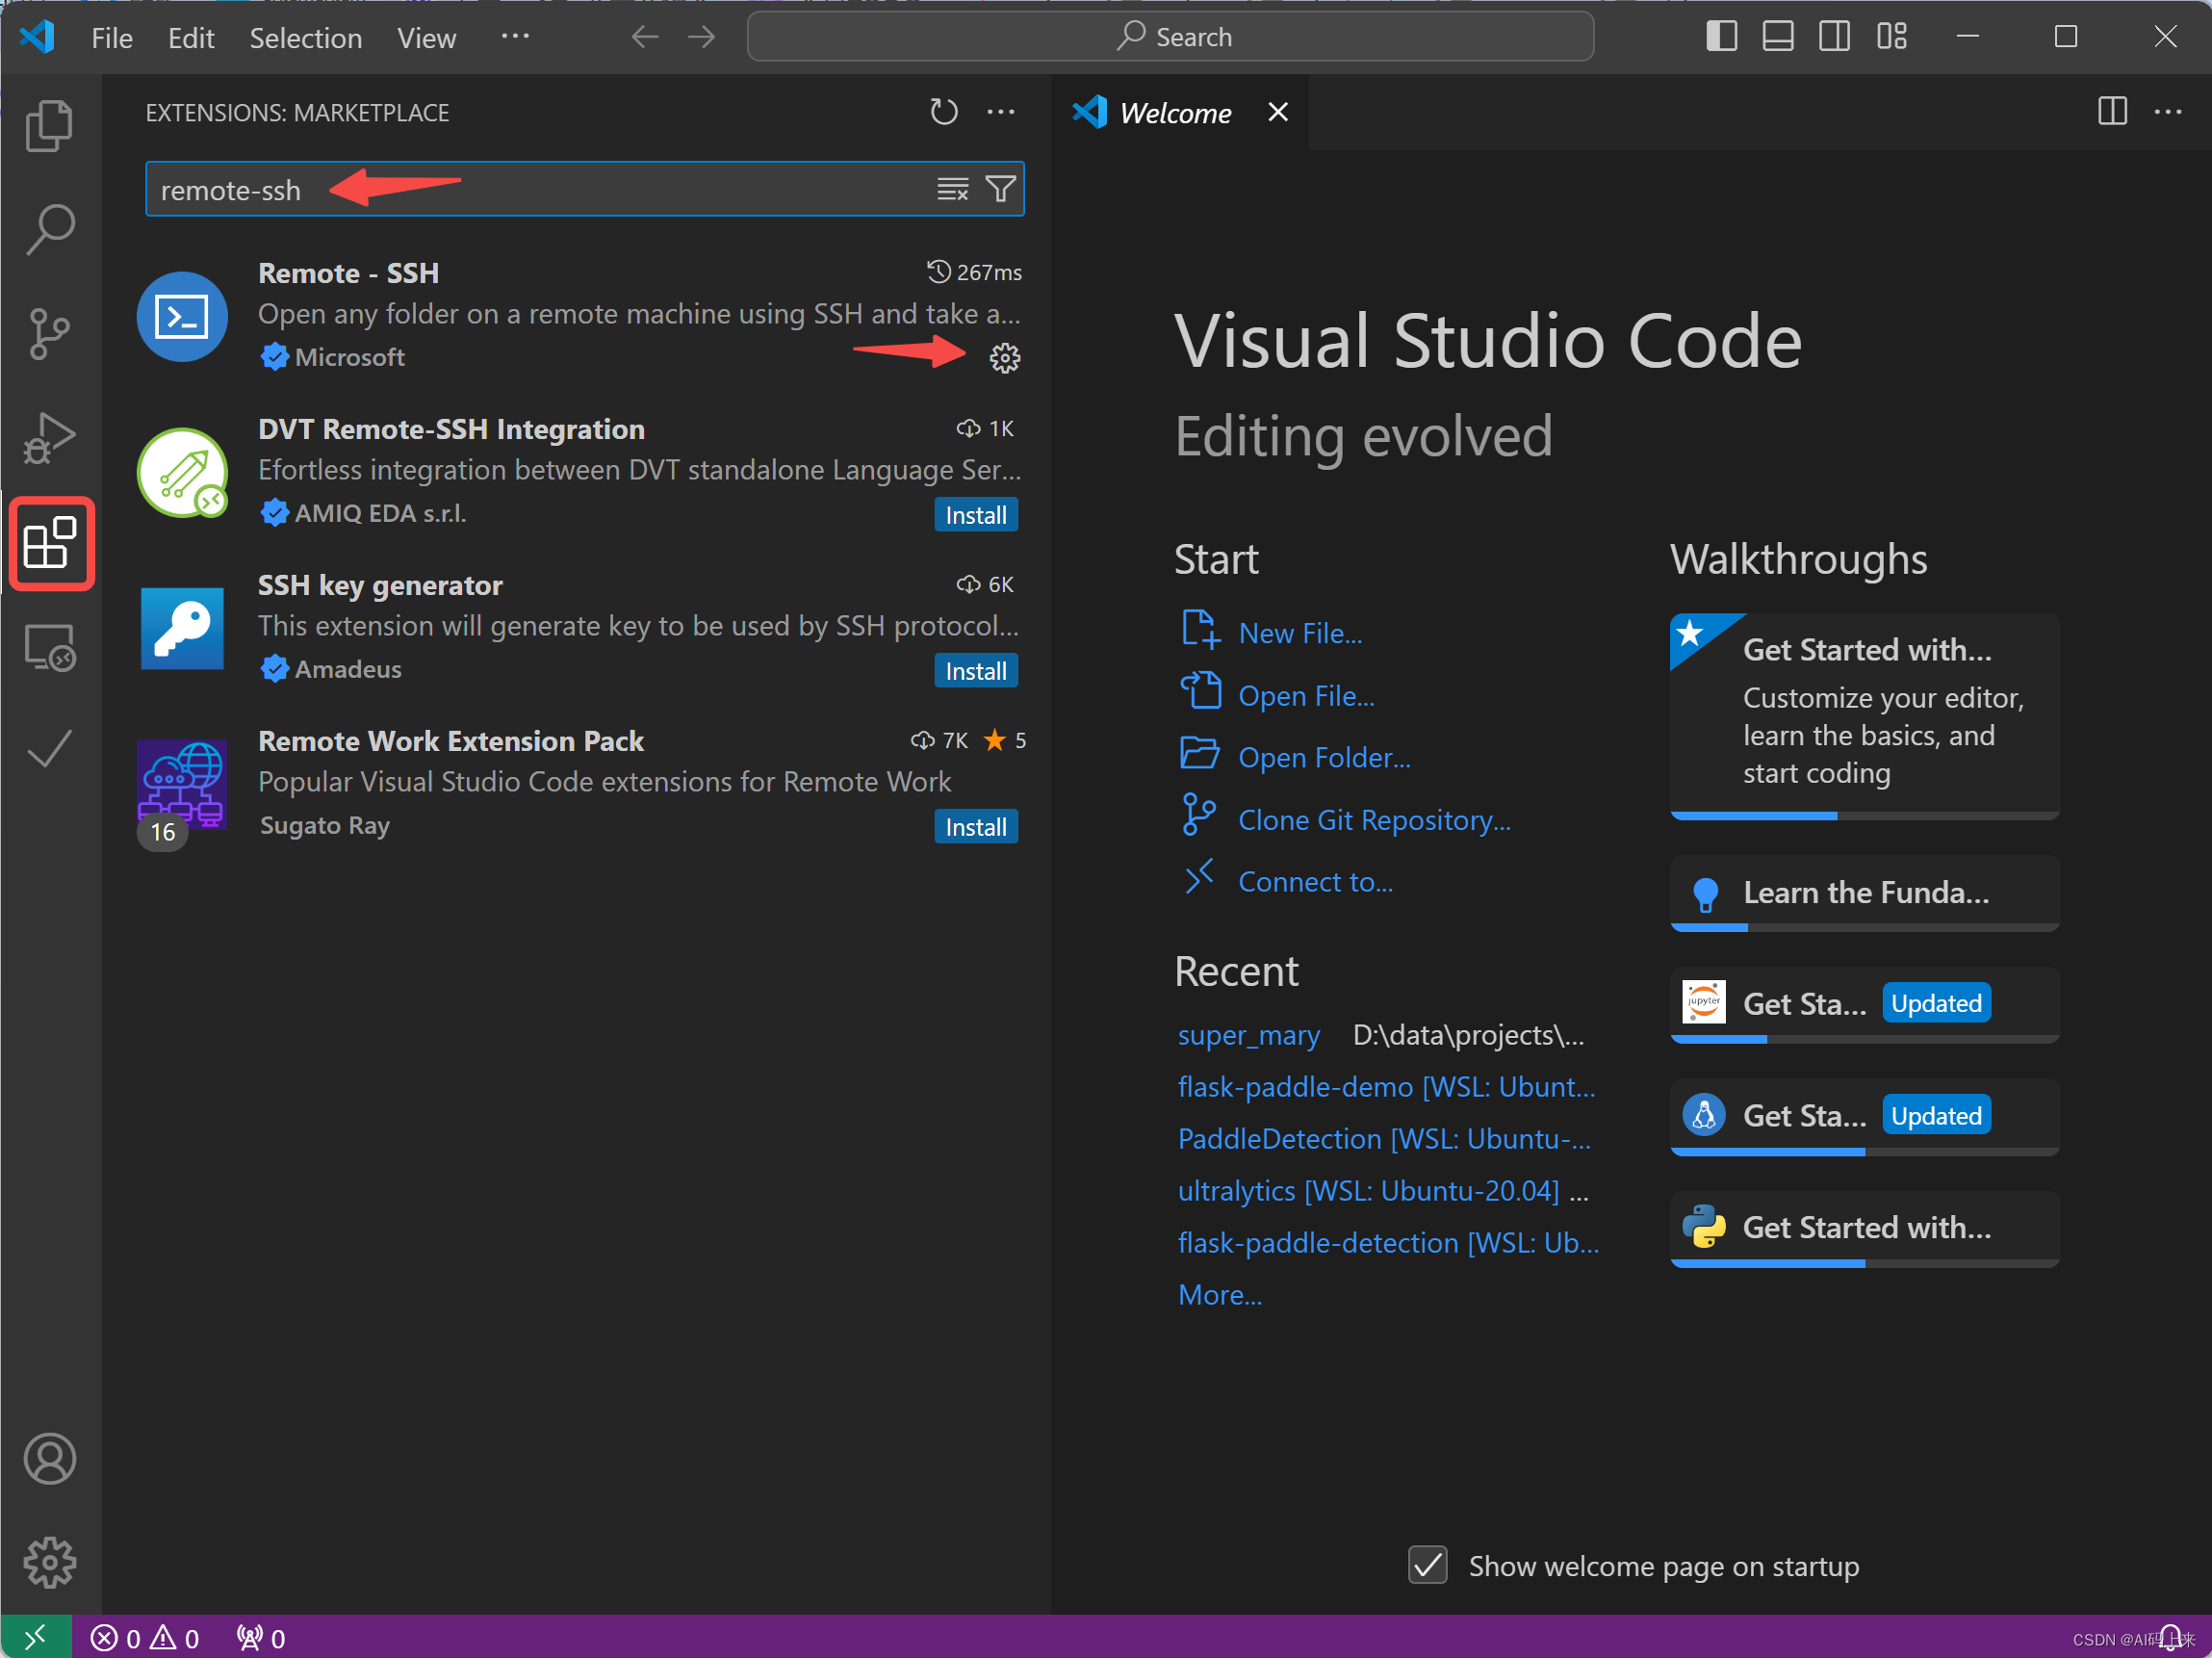 File Edit Selection View ··· Search
EXTENSIONS: MARKETPLACE
remote-ssh
Remote - SSH 267ms
Open any folder on a remote machine using SSH and take a...
Microsoft
DVT Remote-SSH Integration 1K
Efortless integration between DVT standalone Language Ser...
AMIQ EDA s.r.l. Install
SSH key generator 6K
This extension will generate key to be used by SSH protocol...
Amadeus Install
Remote Work Extension Pack 7K 5
Popular Visual Studio Code extensions for Remote Work
16
Sugato Ray Install
Welcome
Visual Studio Code
Editing evolved
Start
New File...
Open File...
Open Folder...
Clone Git Repository...
Connect to...
Recent
super_mary D:\data\projects\...
flask-paddle-demo [WSL: Ubunt...
PaddleDetection [WSL: Ubuntu-...
ultralytics [WSL: Ubuntu-20.04] ...
flask-paddle-detection [WSL: Ub...
More...
Walkthroughs
Get Started with...
Customize your editor,
learn the basics, and
start coding
Learn the Funda...
jupyter
Get Sta... Updated
Get Sta... Updated
Get Started with...
Show welcome page on startup
0 0 0
CSDN @AI码上来